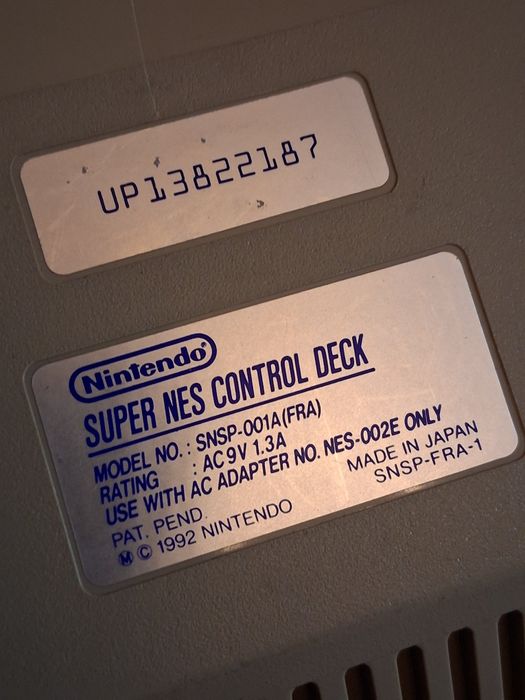 UP13822187
Nintendo®
SUPER NES CONTROL DECK
MODEL NO.: SNSP-001A(FRA)
RATING : AC 9V 1.3A
USE WITH AC ADAPTER NO. NES-002E ONLY
PAT. PEND. MADE IN JAPAN
Ⓜ © 1992 NINTENDO SNSP-FRA-1